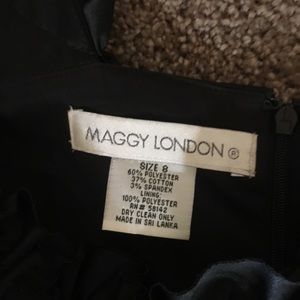 MAGGY LONDON ®
SIZE 8
60% POLYESTER
37% COTTON
3% SPANDEX
LINING:
100% POLYESTER
RN# 58142
DRY CLEAN ONLY
MADE IN SRI LANKA